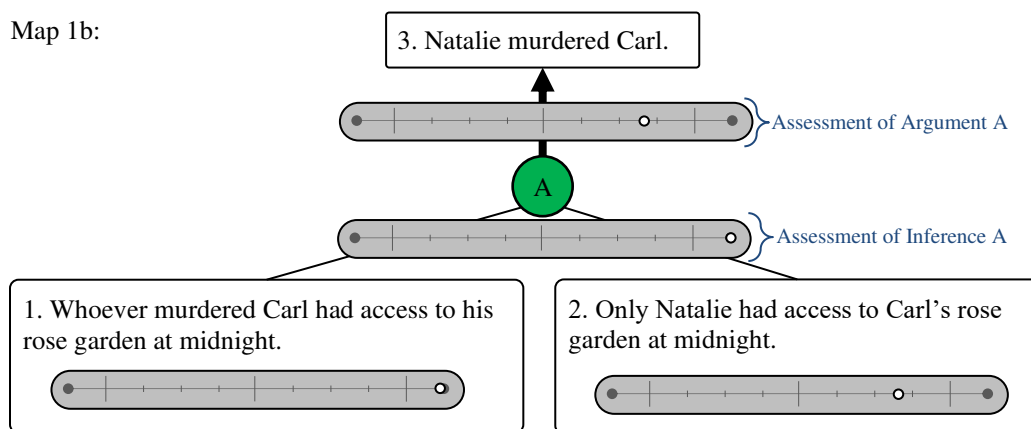 Map 1b:
3. Natalie murdered Carl.
Assessment of Argument A
A
Assessment of Inference A
1. Whoever murdered Carl had access to his
rose garden at midnight.
2. Only Natalie had access to Carl’s rose
garden at midnight.